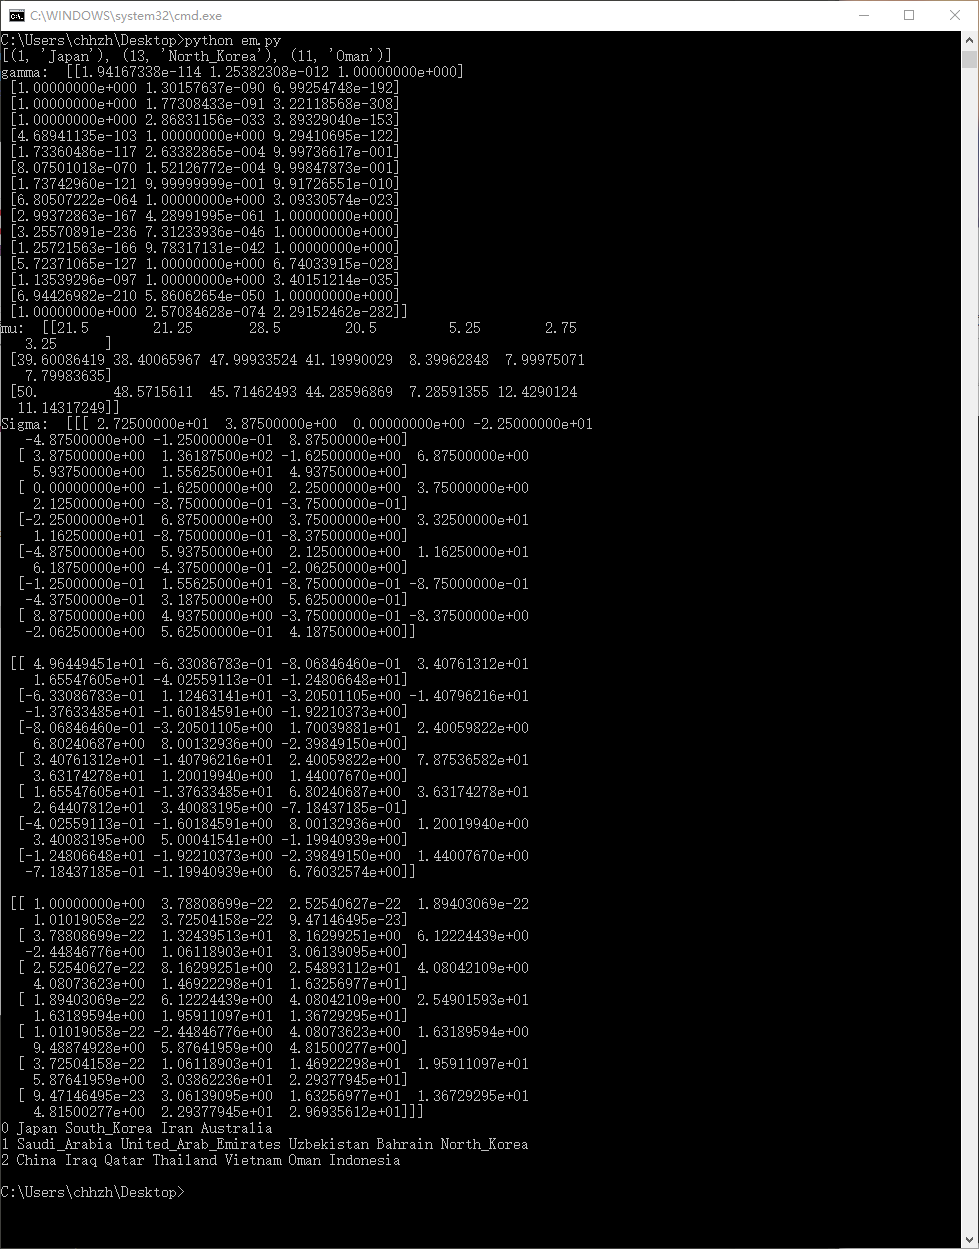 C:\WINDOWS\system32\cmd.exe
C:\Users\chhzh\Desktop>python em.py
[(1, 'Japan'), (13, 'North_Korea'), (11, 'Oman')]
gamma:  [[1.94167338e-114 1.25382308e-012 1.00000000e+000]
 [1.00000000e+000 1.30157637e-090 6.99254748e-192]
 [1.00000000e+000 1.77308433e-091 3.22118568e-308]
 [1.00000000e+000 2.86831156e-033 3.89329040e-153]
 [4.68941135e-103 1.00000000e+000 9.29410695e-122]
 [1.73360486e-117 2.63382865e-004 9.99736617e-001]
 [8.07501018e-070 1.52126772e-004 9.99847873e-001]
 [1.73742960e-121 9.99999999e-001 9.91726551e-010]
 [6.80507222e-064 1.00000000e+000 3.09330574e-023]
 [2.99372863e-167 4.28991995e-061 1.00000000e+000]
 [3.25570891e-236 7.31233936e-046 1.00000000e+000]
 [1.25721563e-166 9.78317131e-042 1.00000000e+000]
 [5.72371065e-127 1.00000000e+000 6.74033915e-028]
 [1.13539296e-097 1.00000000e+000 3.40151214e-035]
 [6.94426982e-210 5.86062654e-050 1.00000000e+000]
 [1.00000000e+000 2.57084628e-074 2.29152462e-282]]
mu:  [[21.5        21.25       28.5        20.5         5.25        2.75
   3.25      ]
 [39.60086419 38.40065967 47.99933524 41.19990029  8.39962848  7.99975071
   7.79983635]
 [50.         48.5715611  45.71462493 44.28596869  7.28591355 12.4290124
  11.14317249]]
Sigma:  [[[ 2.72500000e+01  3.87500000e+00  0.00000000e+00 -2.25000000e+01
   -4.87500000e+00 -1.25000000e-01  8.87500000e+00]
  [ 3.87500000e+00  1.36187500e+02 -1.62500000e+00  6.87500000e+00
    5.93750000e+00  1.55625000e+01  4.93750000e+00]
  [ 0.00000000e+00 -1.62500000e+00  2.25000000e+00  3.75000000e+00
    2.12500000e+00 -8.75000000e-01 -3.75000000e-01]
  [-2.25000000e+01  6.87500000e+00  3.75000000e+00  3.32500000e+01
    1.16250000e+01 -8.75000000e-01 -8.37500000e+00]
  [-4.87500000e+00  5.93750000e+00  2.12500000e+00  1.16250000e+01
    6.18750000e+00 -4.37500000e-01 -2.06250000e+00]
  [-1.25000000e-01  1.55625000e+01 -8.75000000e-01 -8.75000000e-01
   -4.37500000e-01  3.18750000e+00  5.62500000e-01]
  [ 8.87500000e+00  4.93750000e+00 -3.75000000e-01 -8.37500000e+00
   -2.06250000e+00  5.62500000e-01  4.18750000e+00]]
 [[ 4.96449451e+01 -6.33086783e-01 -8.06846460e-01  3.40761312e+01
    1.65547605e+01 -4.02559113e-01 -1.24806648e+01]
  [-6.33086783e-01  1.12463141e+01 -3.20501105e+00 -1.40796216e+01
   -1.37633485e+01 -1.60184591e+00 -1.92210373e+00]
  [-8.06846460e-01 -3.20501105e+00  1.70039881e+01  2.40059822e+00
    6.80240687e+00  8.00132936e+00 -2.39849150e+00]
  [ 3.40761312e+01 -1.40796216e+01  2.40059822e+00  7.87536582e+01
    3.63174278e+01  1.20019940e+00  1.44007670e+00]
  [ 1.65547605e+01 -1.37633485e+01  6.80240687e+00  3.63174278e+01
    2.64407812e+01  3.40083195e+00 -7.18437185e-01]
  [-4.02559113e-01 -1.60184591e+00  8.00132936e+00  1.20019940e+00
    3.40083195e+00  5.00041541e+00 -1.19940939e+00]
  [-1.24806648e+01 -1.92210373e+00 -2.39849150e+00  1.44007670e+00
   -7.18437185e-01 -1.19940939e+00  6.76032574e+00]]
 [[ 1.00000000e+00  3.78808699e-22  2.52540627e-22  1.89403069e-22
    1.01019058e-22  3.72504158e-22  9.47146495e-23]
  [ 3.78808699e-22  1.32439513e+01  8.16299251e+00  6.12224439e+00
   -2.44846776e+00  1.06118903e+01  3.06139095e+00]
  [ 2.52540627e-22  8.16299251e+00  2.54893112e+01  4.08042109e+00
    4.08073623e+00  1.46922298e+01  1.63256977e+01]
  [ 1.89403069e-22  6.12224439e+00  4.08042109e+00  2.54901593e+01
    1.63189594e+00  1.95911097e+01  1.36729295e+01]
  [ 1.01019058e-22 -2.44846776e+00  4.08073623e+00  1.63189594e+00
    9.48874928e+00  5.87641959e+00  4.81500277e+00]
  [ 3.72504158e-22  1.06118903e+01  1.46922298e+01  1.95911097e+01
    5.87641959e+00  3.03862236e+01  2.29377945e+01]
  [ 9.47146495e-23  3.06139095e+00  1.63256977e+01  1.36729295e+01
    4.81500277e+00  2.29377945e+01  2.96935612e+01]]]
0 Japan South_Korea Iran Australia
1 Saudi_Arabia United_Arab_Emirates Uzbekistan Bahrain North_Korea
2 China Iraq Qatar Thailand Vietnam Oman Indonesia
C:\Users\chhzh\Desktop>